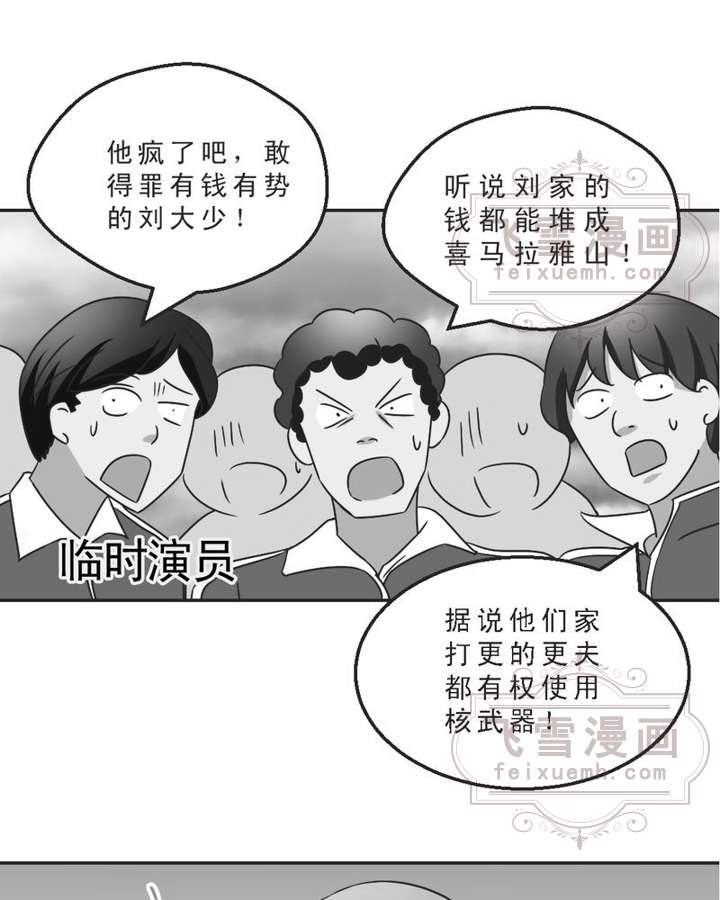 他疯了吧，敢
得罪有钱有势
的刘大少！
听说刘家的
钱都能堆成
喜马拉雅山！
飞雪漫画
feixuemh.com
临时演员
据说他们家
打更的更夫
都有权使用
核武器！
飞雪漫画
feixuemh.com